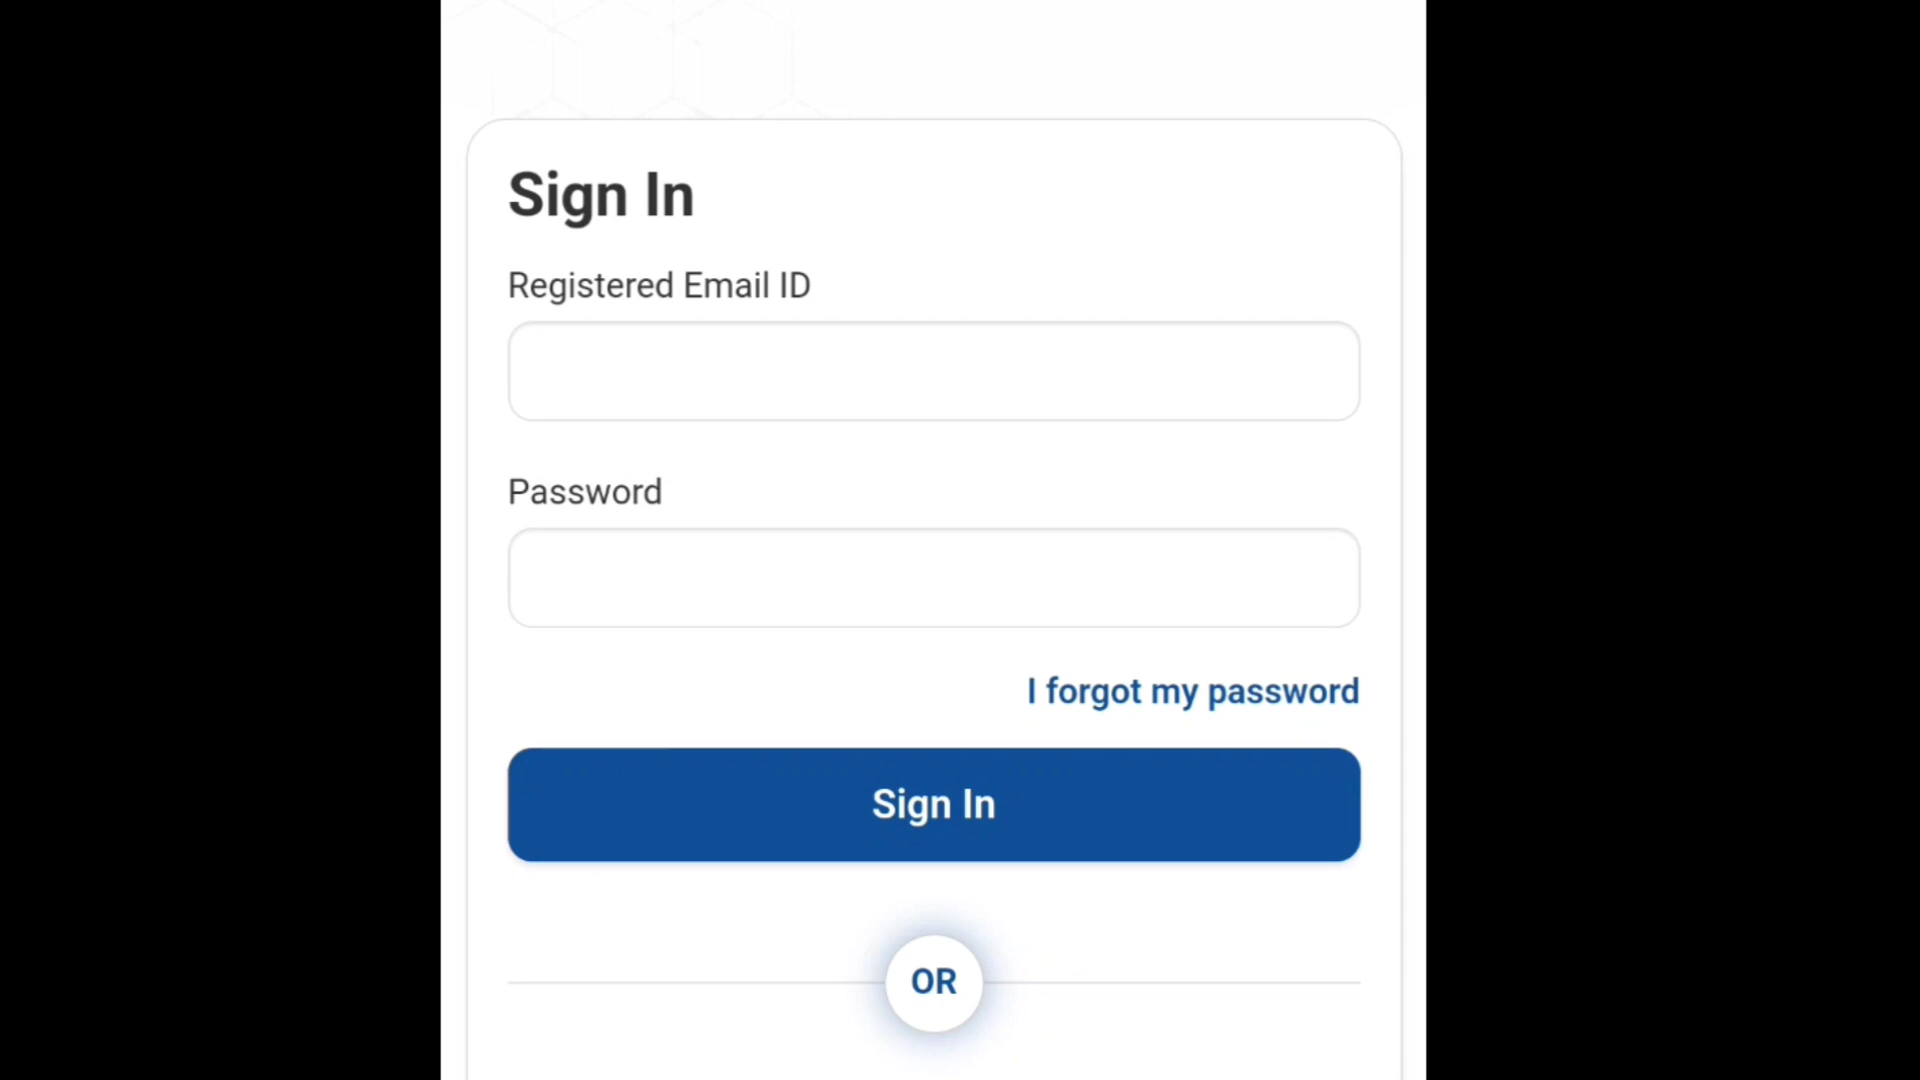 Sign In
Registered Email ID
Password
I forgot my password
Sign In
OR